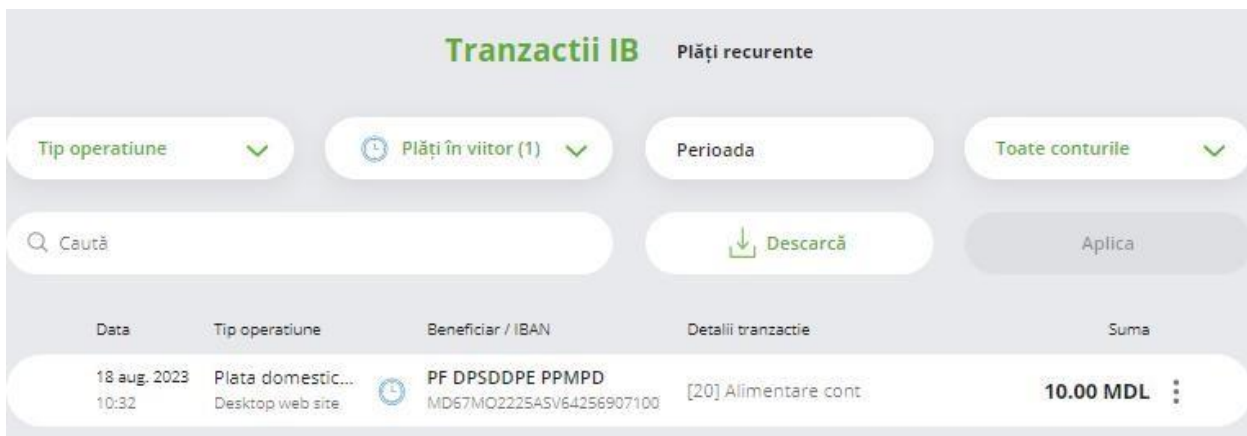 Tranzactii IB Plăți recurente
Tip operatiune Plăți în viitor (1) Perioada Toate conturile
Caută Descarcă Aplica
Data Tip operatiune Beneficiar / IBAN Detalii tranzactie Suma
18 aug. 2023 Plata domestic... PF DPSDDPE PPMPD [20] Alimentare cont 10.00 MDL
10:32 Desktop web site MD67MO2225ASV64256907100